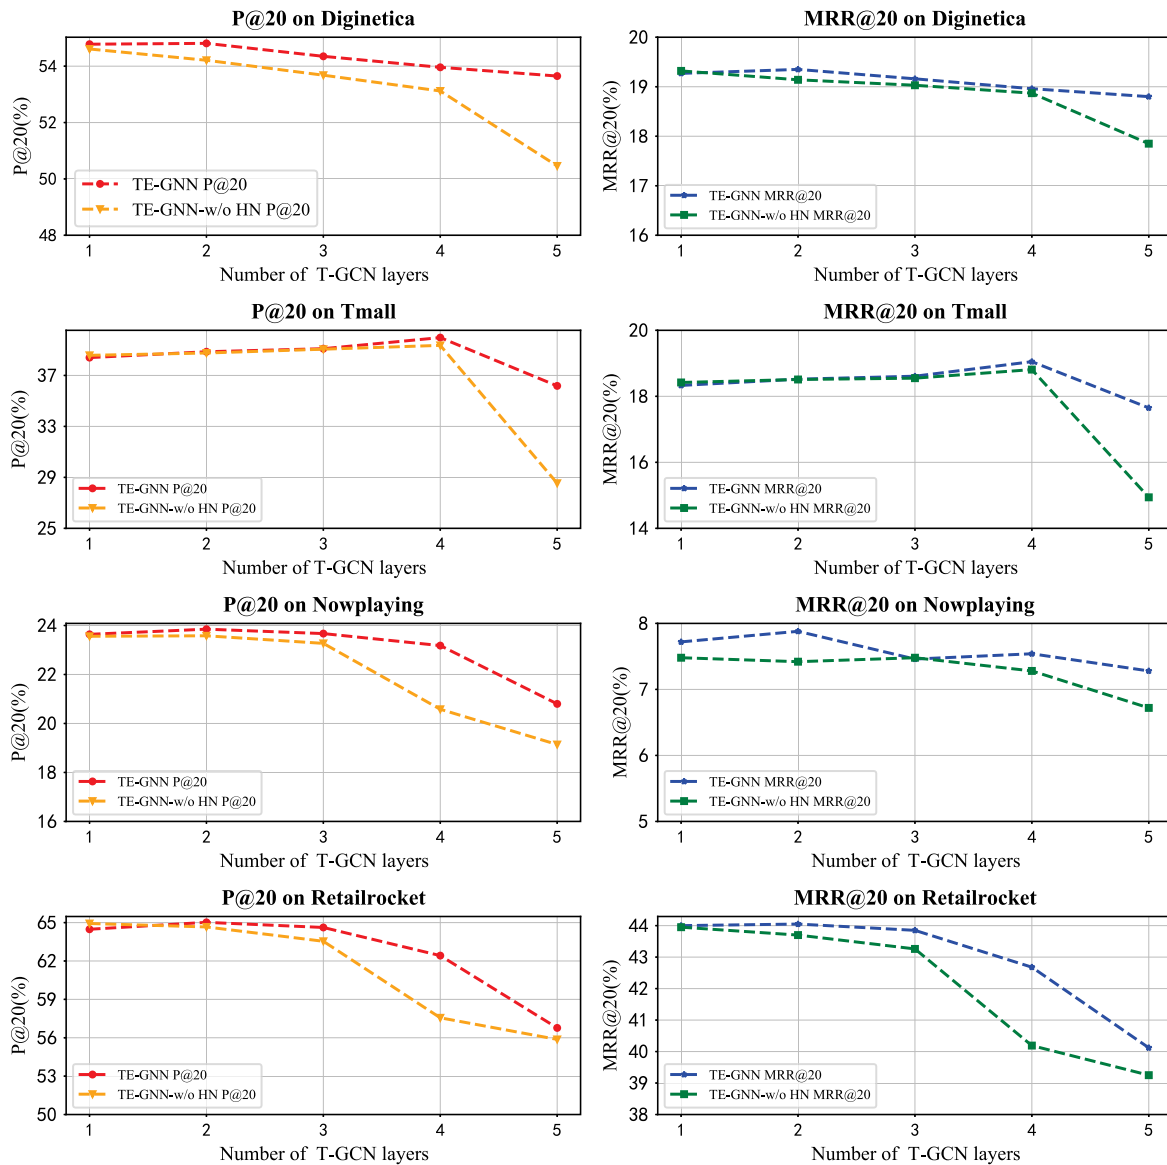 P@20 on Diginetica
54
52
50
48
P@20(%)
TE-GNN P@20
TE-GNN-w/o HN P@20
1 2 3 4 5
Number of T-GCN layers
MRR@20 on Diginetica
20
19
18
17
16
MRR@20(%)
TE-GNN MRR@20
TE-GNN-w/o HN MRR@20
1 2 3 4 5
Number of T-GCN layers
P@20 on Tmall
37
33
29
25
P@20(%)
TE-GNN P@20
TE-GNN-w/o HN P@20
1 2 3 4 5
Number of T-GCN layers
MRR@20 on Tmall
20
18
16
14
MRR@20(%)
TE-GNN MRR@20
TE-GNN-w/o HN MRR@20
1 2 3 4 5
Number of T-GCN layers
P@20 on Nowplaying
24
22
20
18
16
P@20(%)
TE-GNN P@20
TE-GNN-w/o HN P@20
1 2 3 4 5
Number of T-GCN layers
MRR@20 on Nowplaying
8
7
6
5
MRR@20(%)
TE-GNN MRR@20
TE-GNN-w/o HN MRR@20
1 2 3 4 5
Number of T-GCN layers
P@20 on Retailrocket
65
62
59
56
53
50
P@20(%)
TE-GNN P@20
TE-GNN-w/o HN P@20
1 2 3 4 5
Number of T-GCN layers
MRR@20 on Retailrocket
44
43
42
41
40
39
38
MRR@20(%)
TE-GNN MRR@20
TE-GNN-w/o HN MRR@20
1 2 3 4 5
Number of T-GCN layers